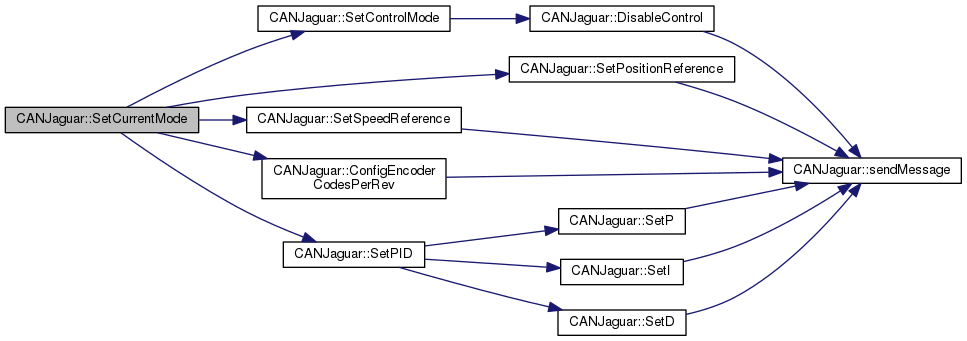 CANJaguar::SetControlMode
CANJaguar::DisableControl
CANJaguar::SetPositionReference
CANJaguar::SetCurrentMode
CANJaguar::SetSpeedReference
CANJaguar::ConfigEncoder
CodesPerRev
CANJaguar::sendMessage
CANJaguar::SetP
CANJaguar::SetPID
CANJaguar::SetI
CANJaguar::SetD